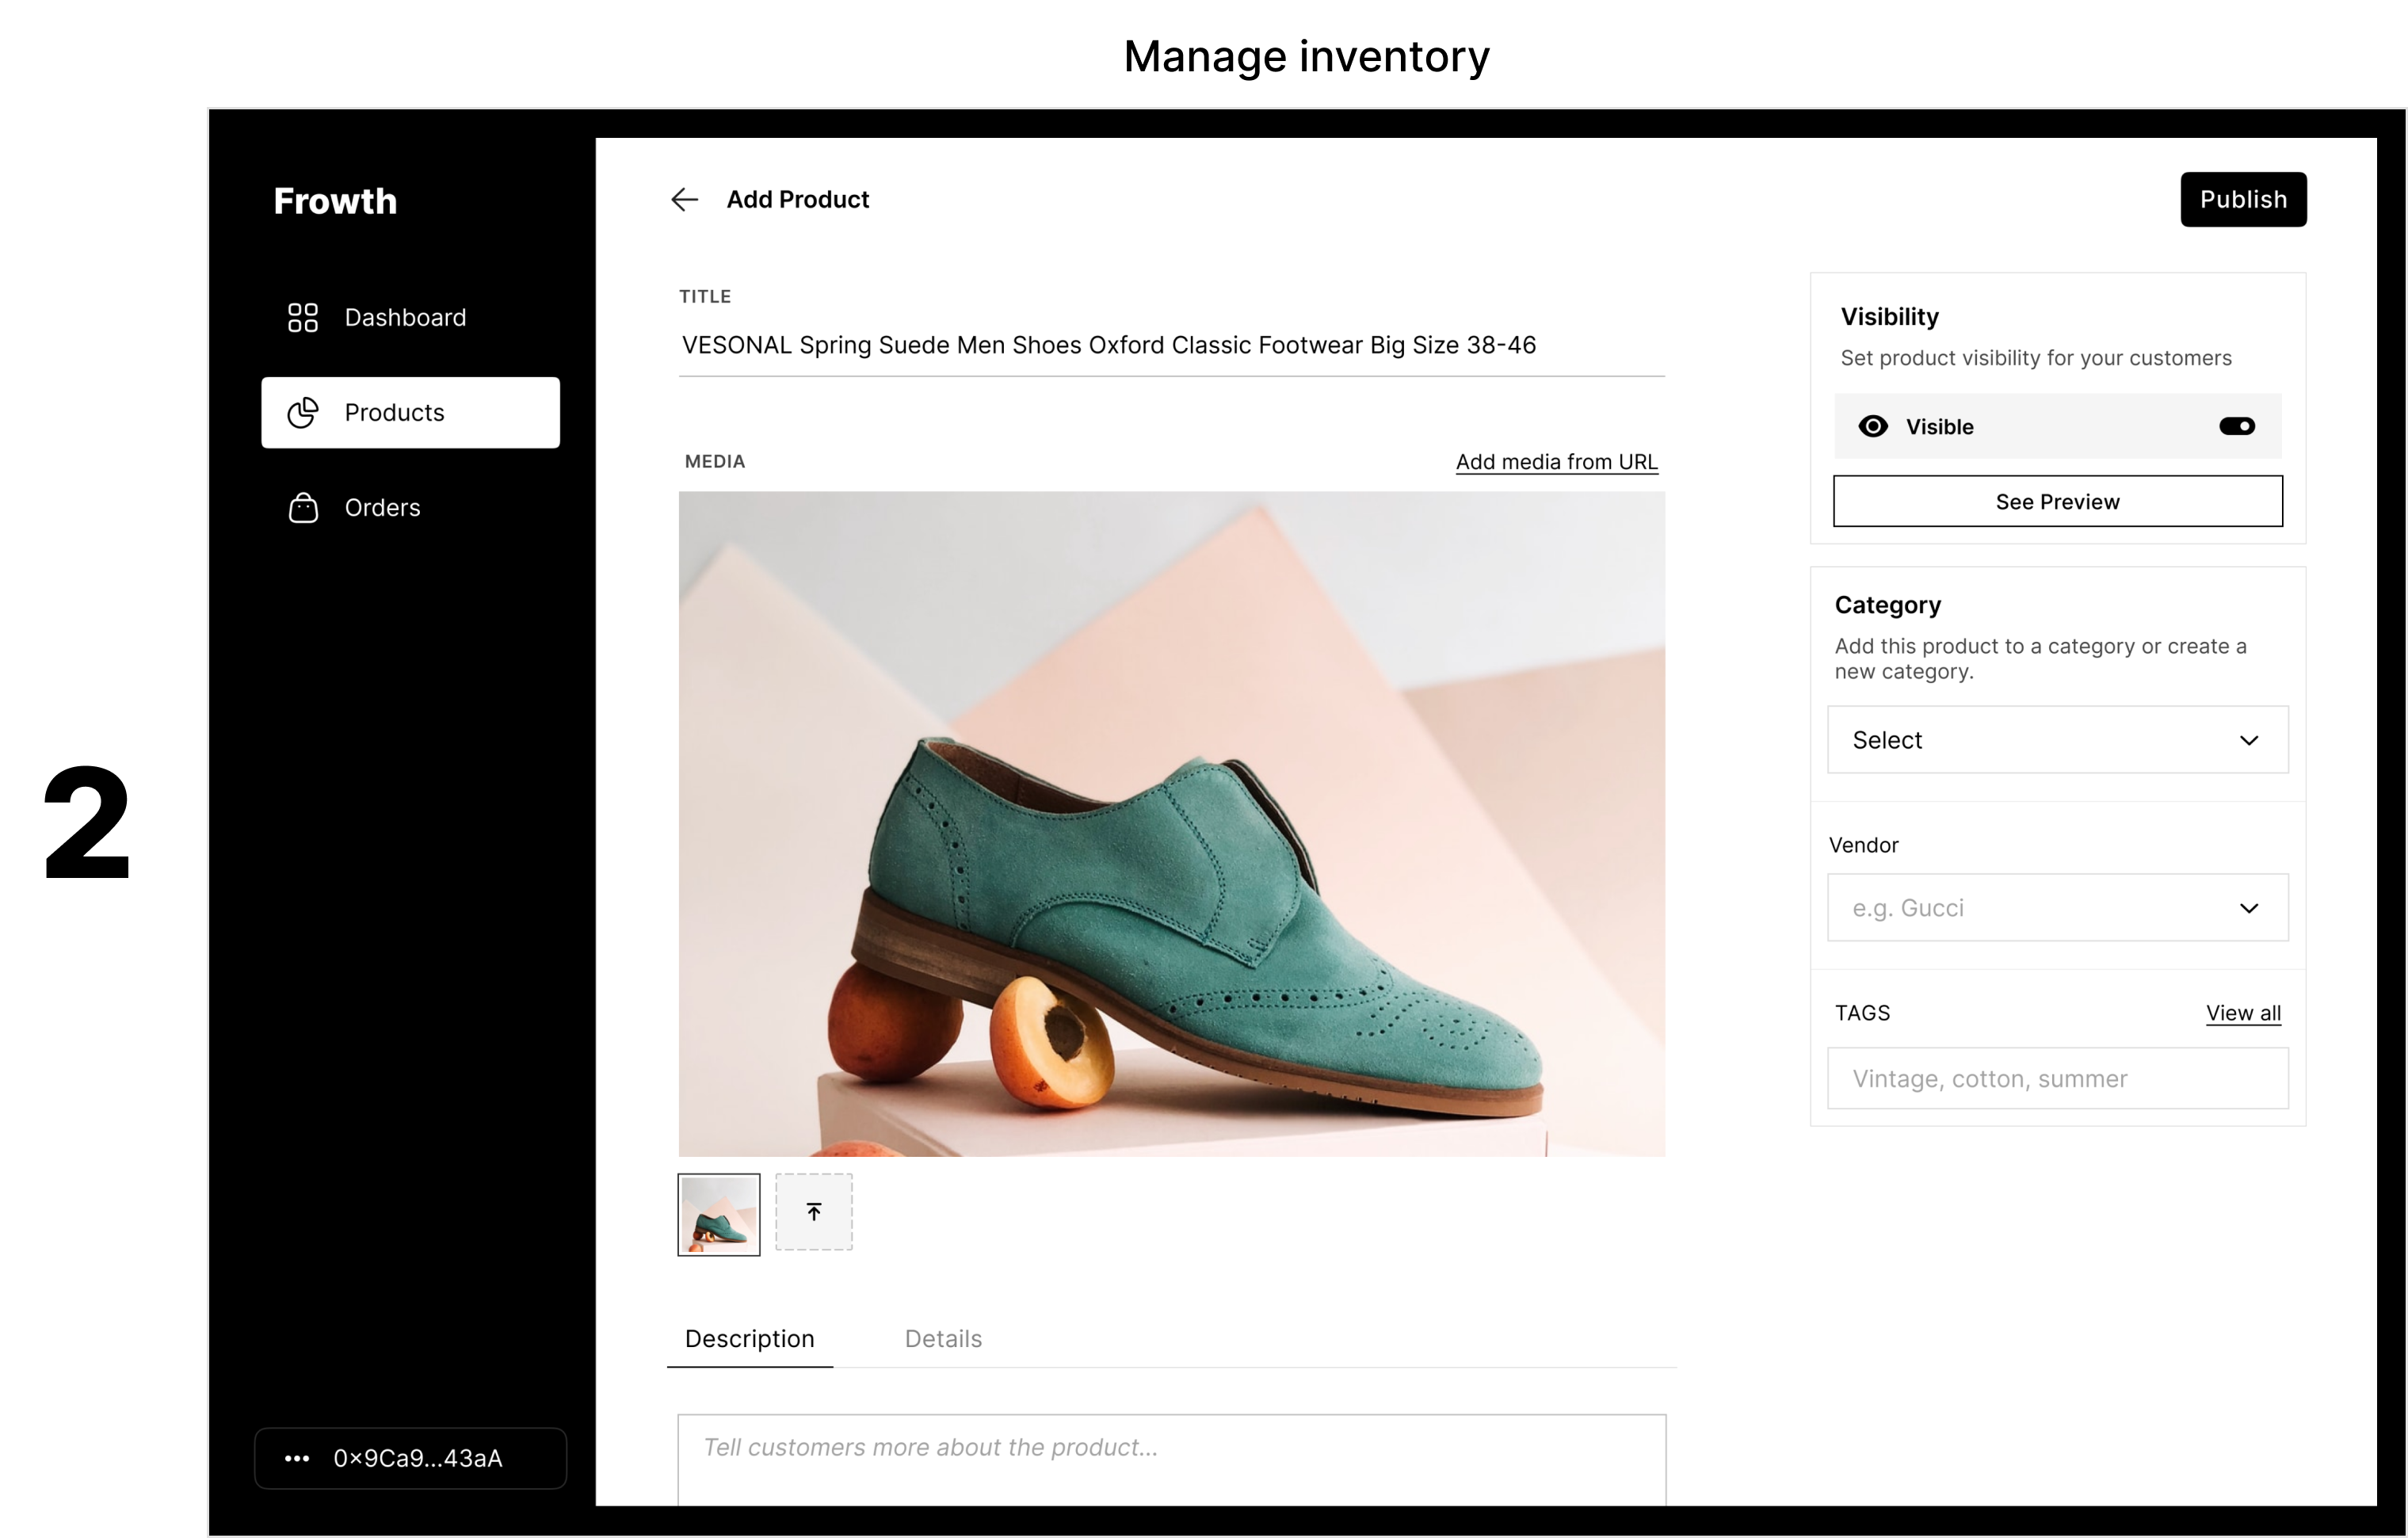 Manage inventory
2
Frowth
Dashboard
Products
Orders
0×9Ca9...43aA
Add Product
Publish
TITLE
VESONAL Spring Suede Men Shoes Oxford Classic Footwear Big Size 38-46
MEDIA
Add media from URL
Description
Details
Tell customers more about the product...
Visibility
Set product visibility for your customers
Visible
See Preview
Category
Add this product to a category or create a
new category.
Select
Vendor
e.g. Gucci
TAGS
View all
Vintage, cotton, summer